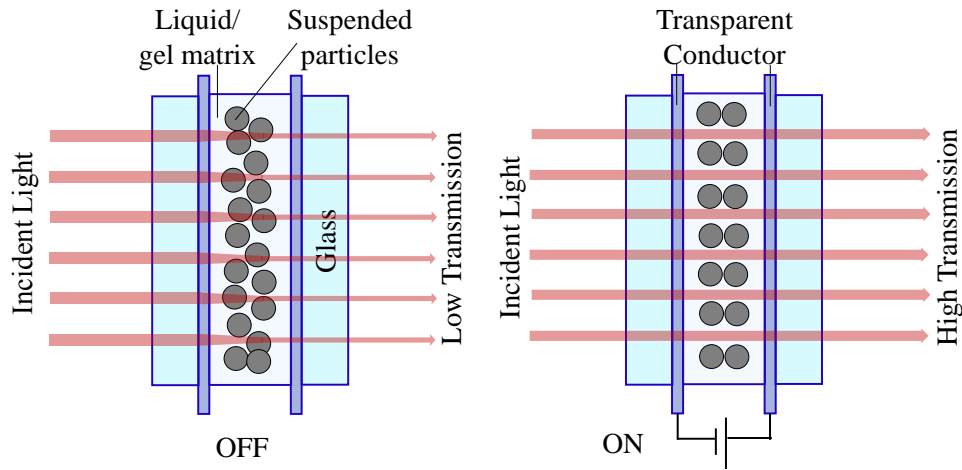 Liquid/
gel matrix
Suspended
particles
Incident Light
Glass
Low Transmission
OFF
Transparent
Conductor
Incident Light
High Transmission
ON